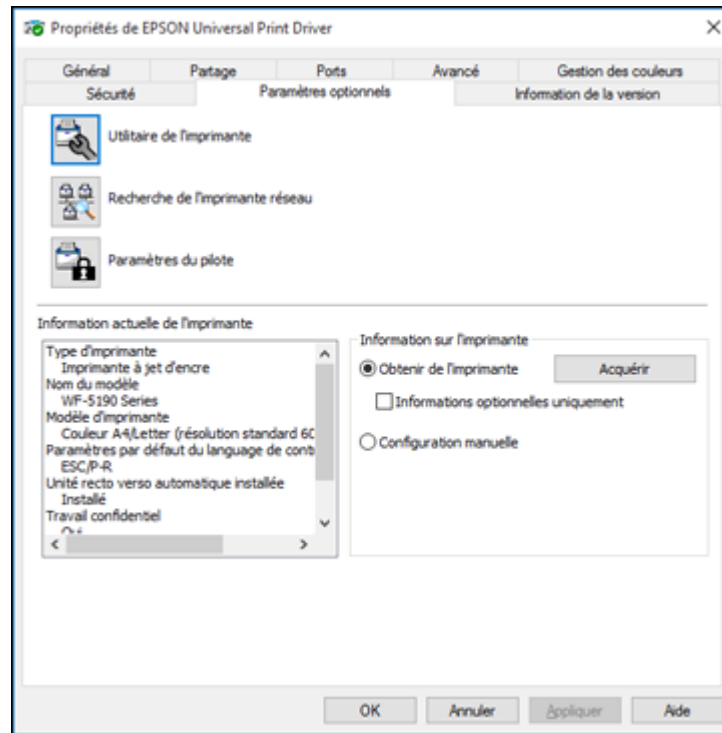 Propriétés de EPSON Universal Print Driver
Général Partage Ports Avancé Gestion des couleurs
Sécurité Paramètres optionnels Information de la version
Utilitaire de l'imprimante
Recherche de l'imprimante réseau
Paramètres du pilote
Information actuelle de l'imprimante
Type d'imprimante
Imprimante à jet d'encre
Nom du modèle
WF-5190 Series
Modèle d'imprimante
Couleur A4/Letter (résolution standard 60
Paramètres par défaut du language de cont
ESC/P-R
Unité recto verso automatique installée
Installé
Travail confidentiel
Information sur l'imprimante
Obtenir de l'imprimante Acquérir
Informations optionnelles uniquement
Configuration manuelle
OK Annuler Appliquer Aide